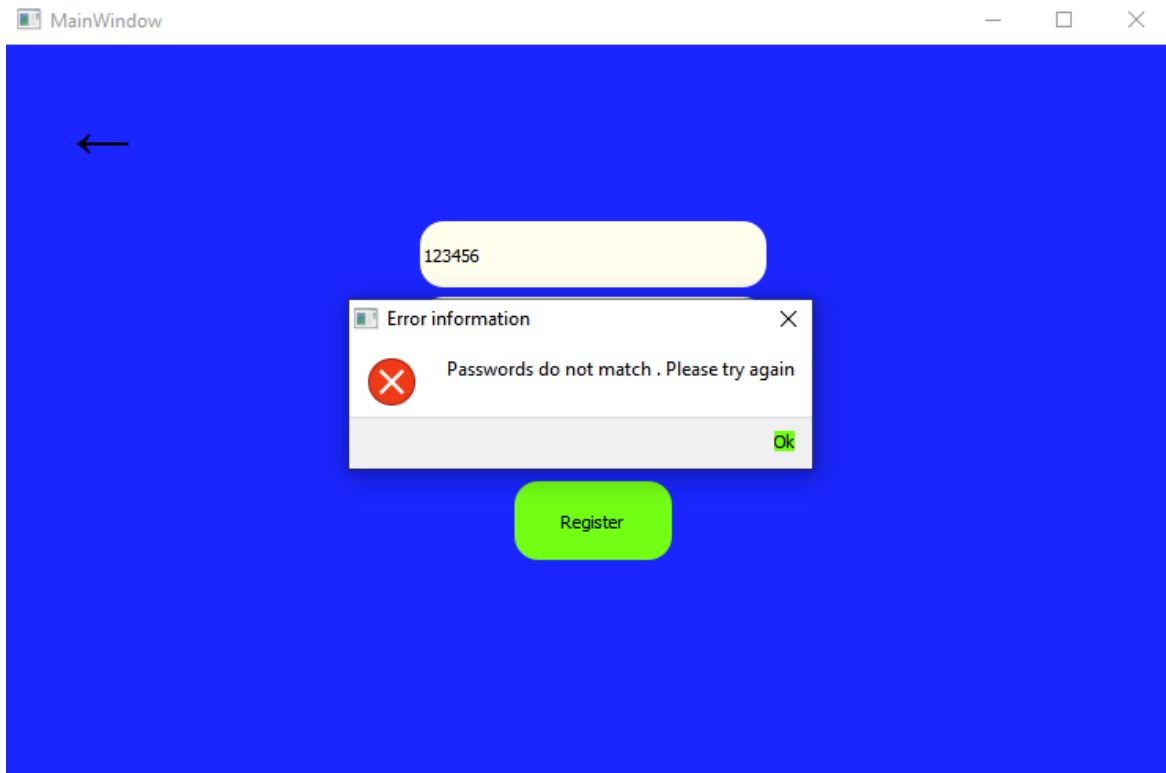 MainWindow
←
123456
Error information
Passwords do not match . Please try again
Ok
Register